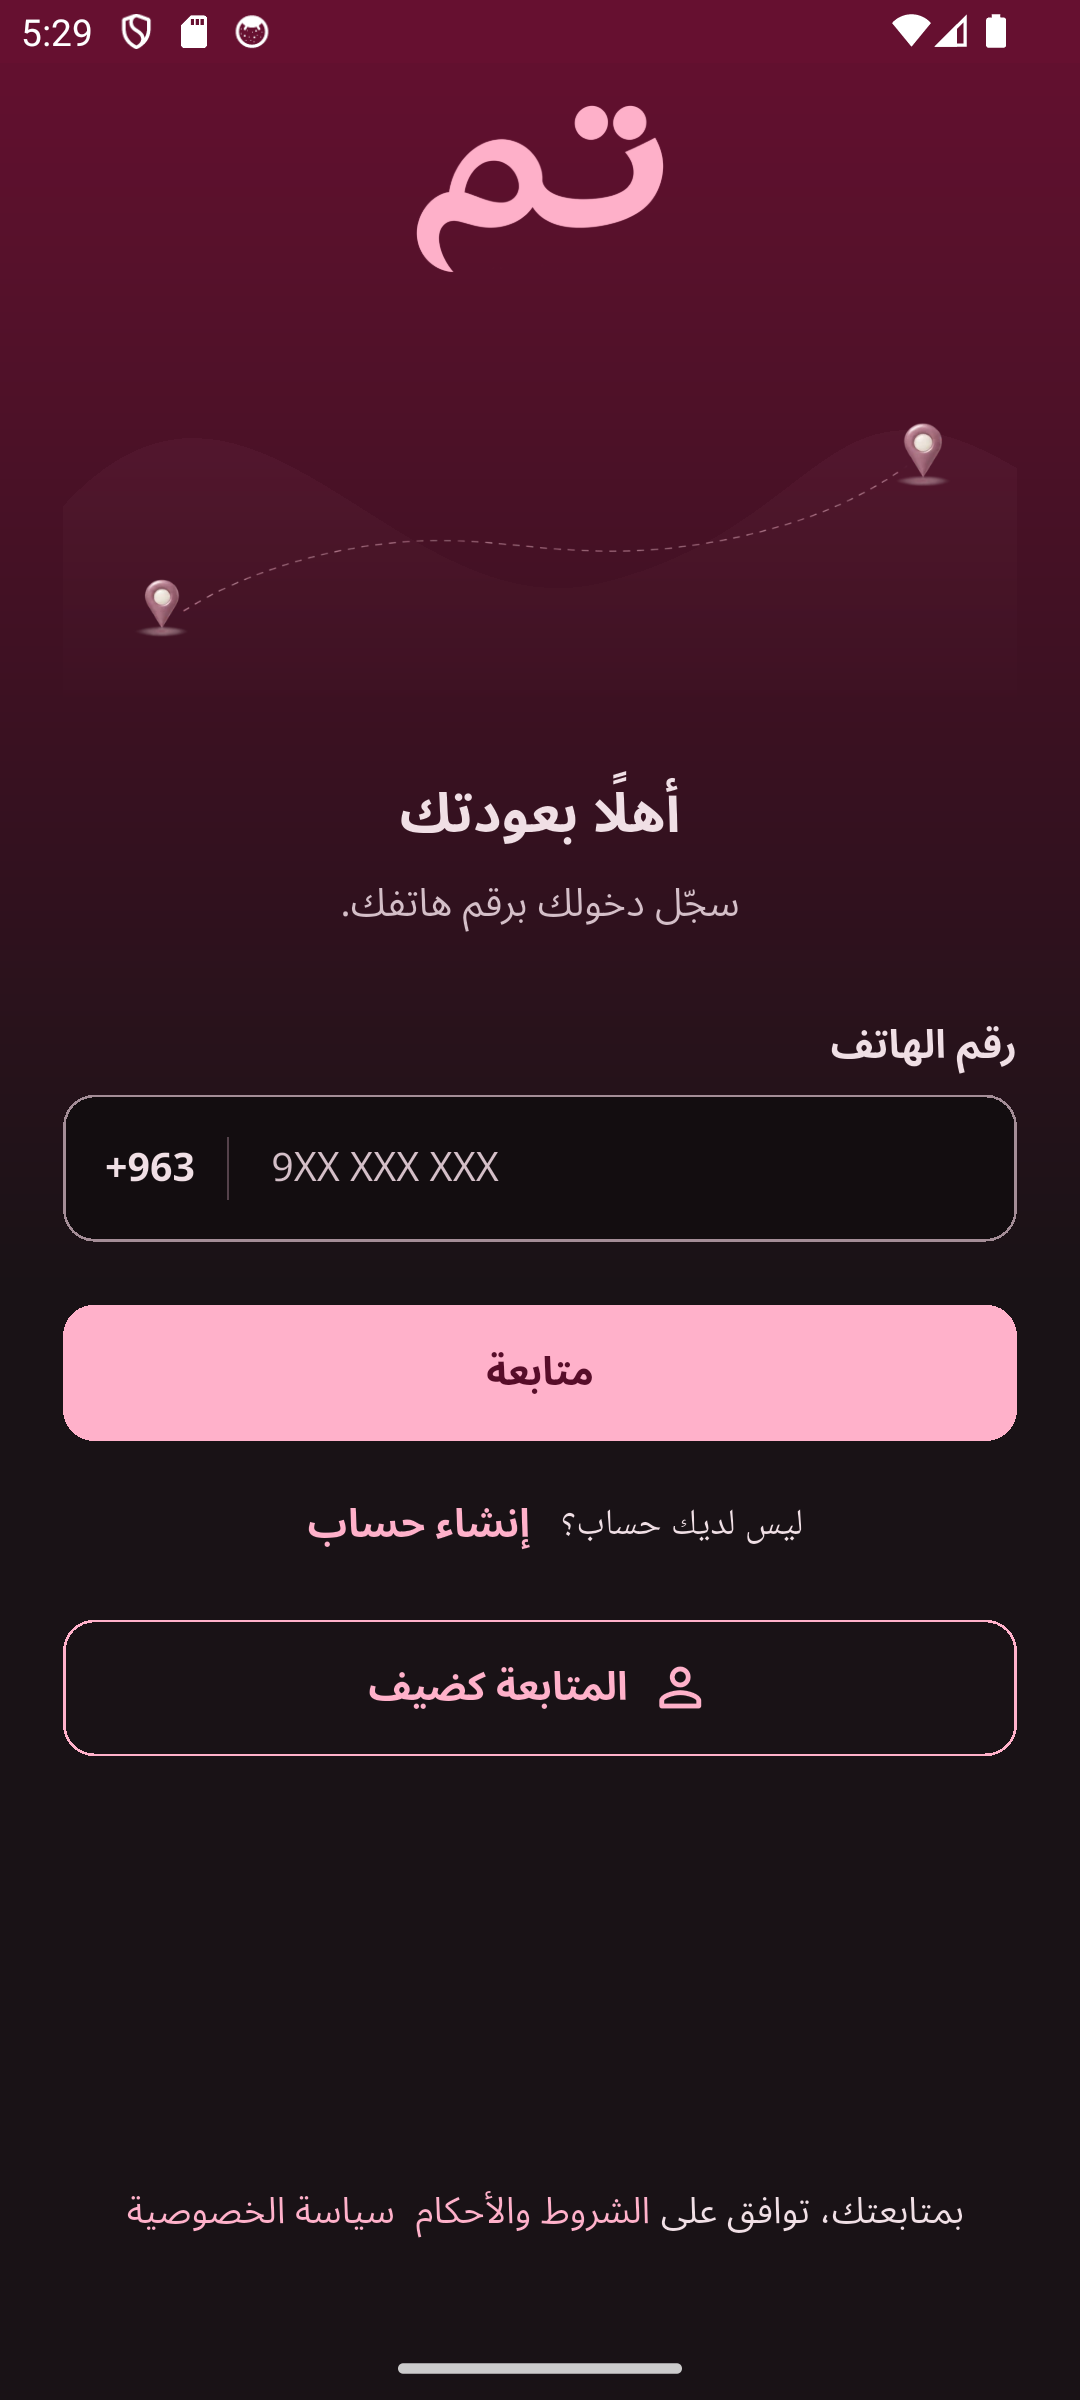 5:29
تم
أهلًا بعودتك
سجّل دخولك برقم هاتفك.
رقم الهاتف
+963 9XX XXX XXX
متابعة
ليس لديك حساب؟ إنشاء حساب
المتابعة كضيف
بمتابعتك، توافق على الشروط والأحكام سياسة الخصوصية